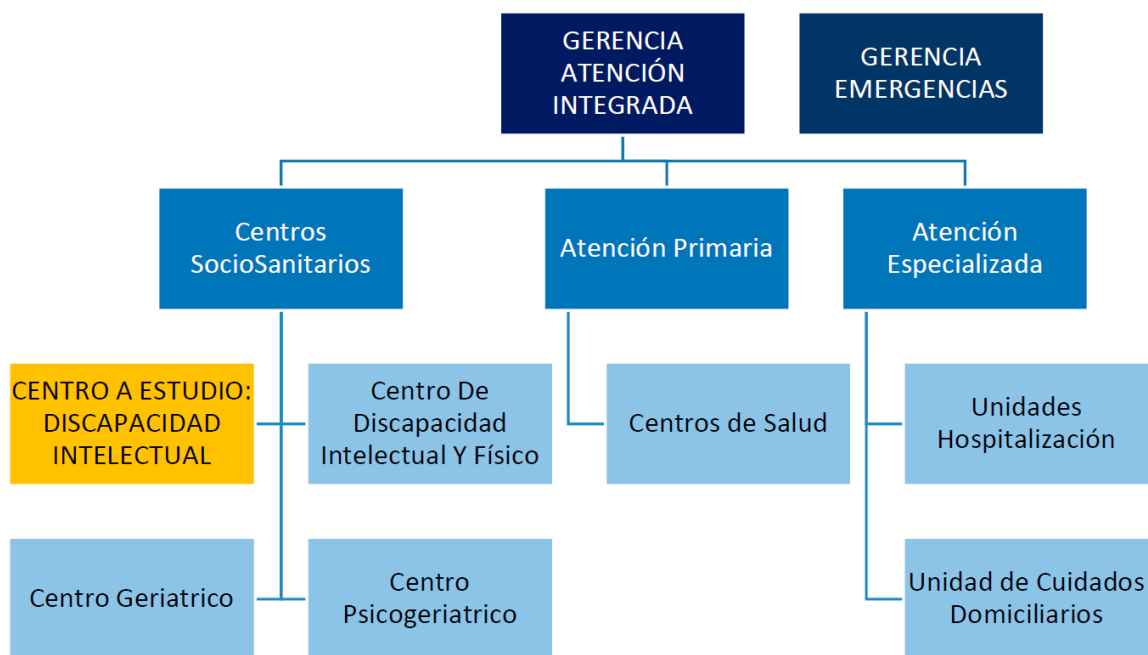 GERENCIA
ATENCIÓN
INTEGRADA
GERENCIA
EMERGENCIAS
Centros
SocioSanitarios
Atención Primaria
Atención
Especializada
CENTRO A ESTUDIO:
DISCAPACIDAD
INTELECTUAL
Centro De
Discapacidad
Intelectual Y Físico
Centros de Salud
Unidades
Hospitalización
Centro Geriatrico
Centro
Psicogeriatrico
Unidad de Cuidados
Domiciliarios